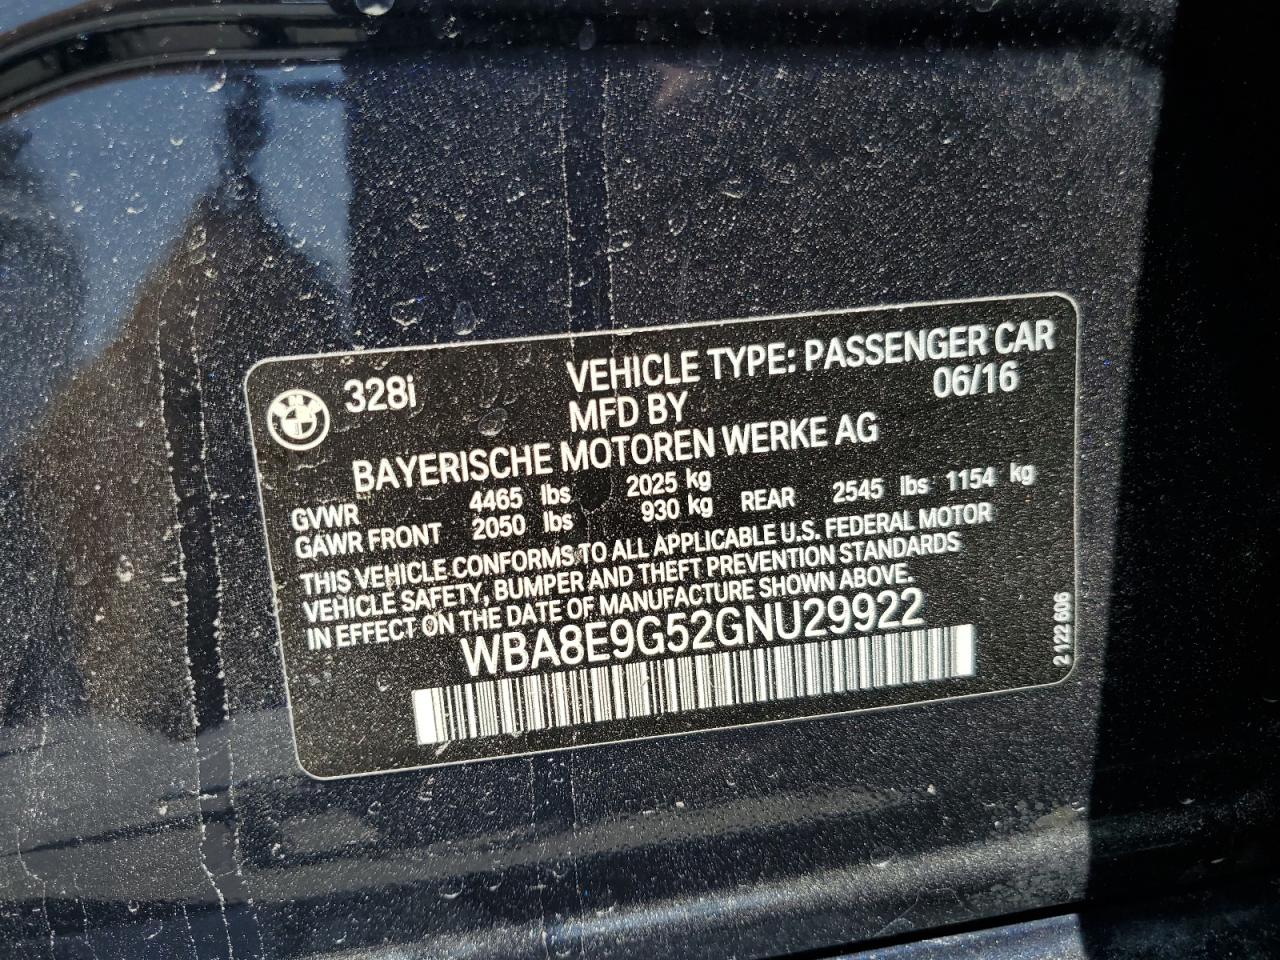 328i VEHICLE TYPE: PASSENGER CAR
MFD BY 06/16
BAYERISCHE MOTOREN WERKE AG
GVWR 4465 lbs 2025 kg
GAWR FRONT 2050 lbs 930 kg REAR 2545 lbs 1154 kg
THIS VEHICLE CONFORMS TO ALL APPLICABLE U.S. FEDERAL MOTOR
VEHICLE SAFETY, BUMPER AND THEFT PREVENTION STANDARDS
IN EFFECT ON THE DATE OF MANUFACTURE SHOWN ABOVE.
WBA8E9G52GNU29922
2 122 606